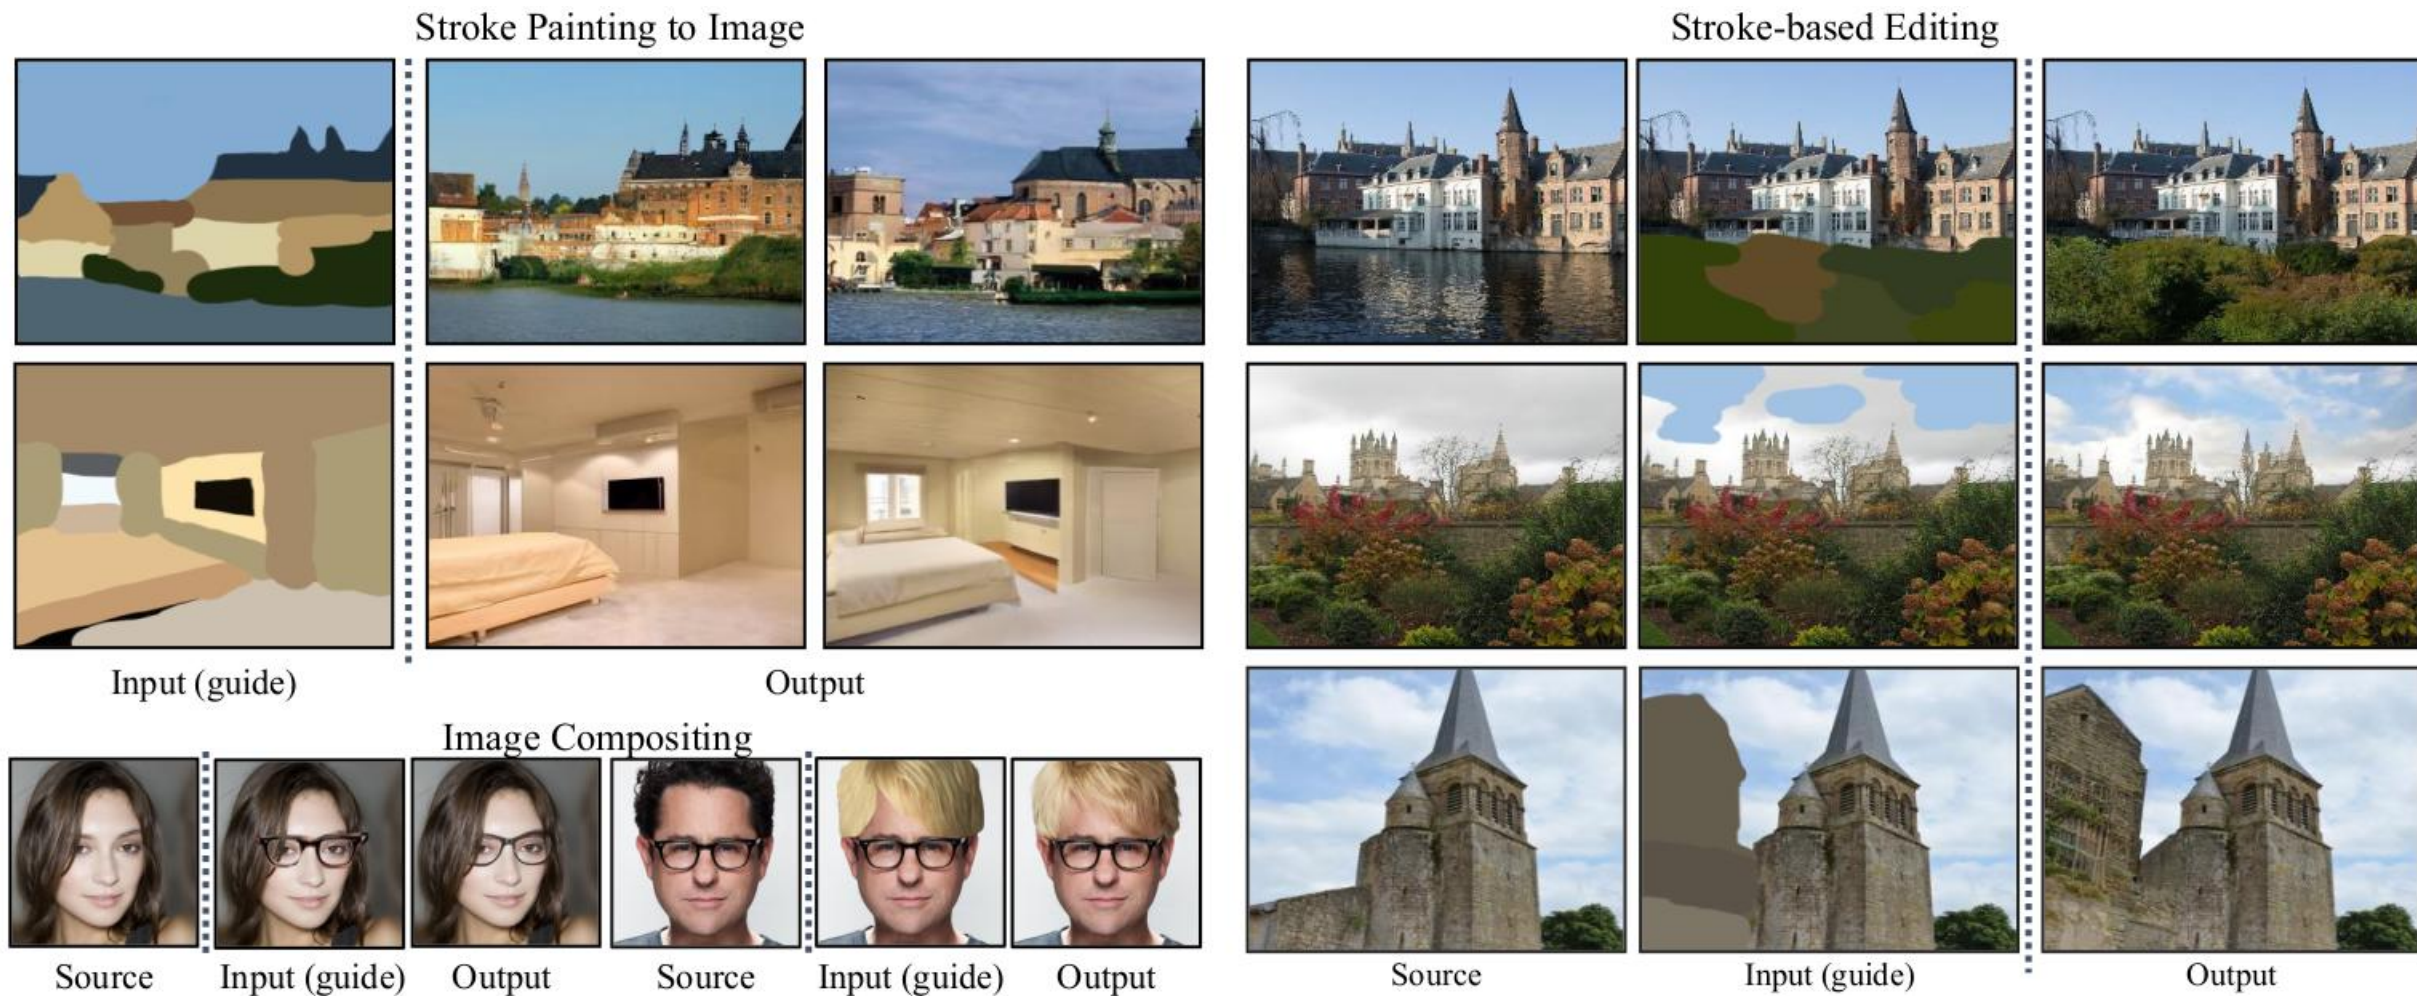 Stroke Painting to Image
Input (guide)
Output
Image Compositing
Source
Input (guide)
Output
Source
Input (guide)
Output
Stroke-based Editing
Source
Input (guide)
Output